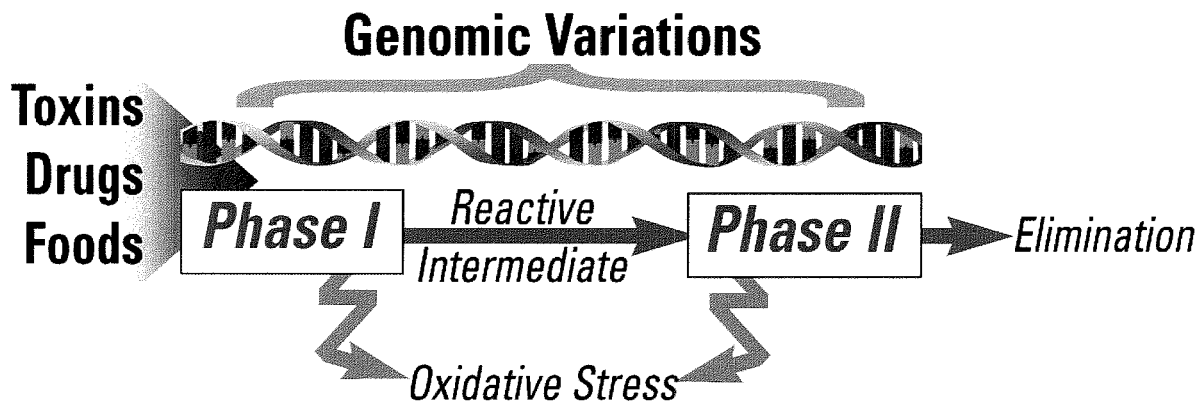 Genomic Variations
Toxins
Drugs
Foods
Phase I
Reactive
Intermediate
Phase II
Elimination
Oxidative Stress